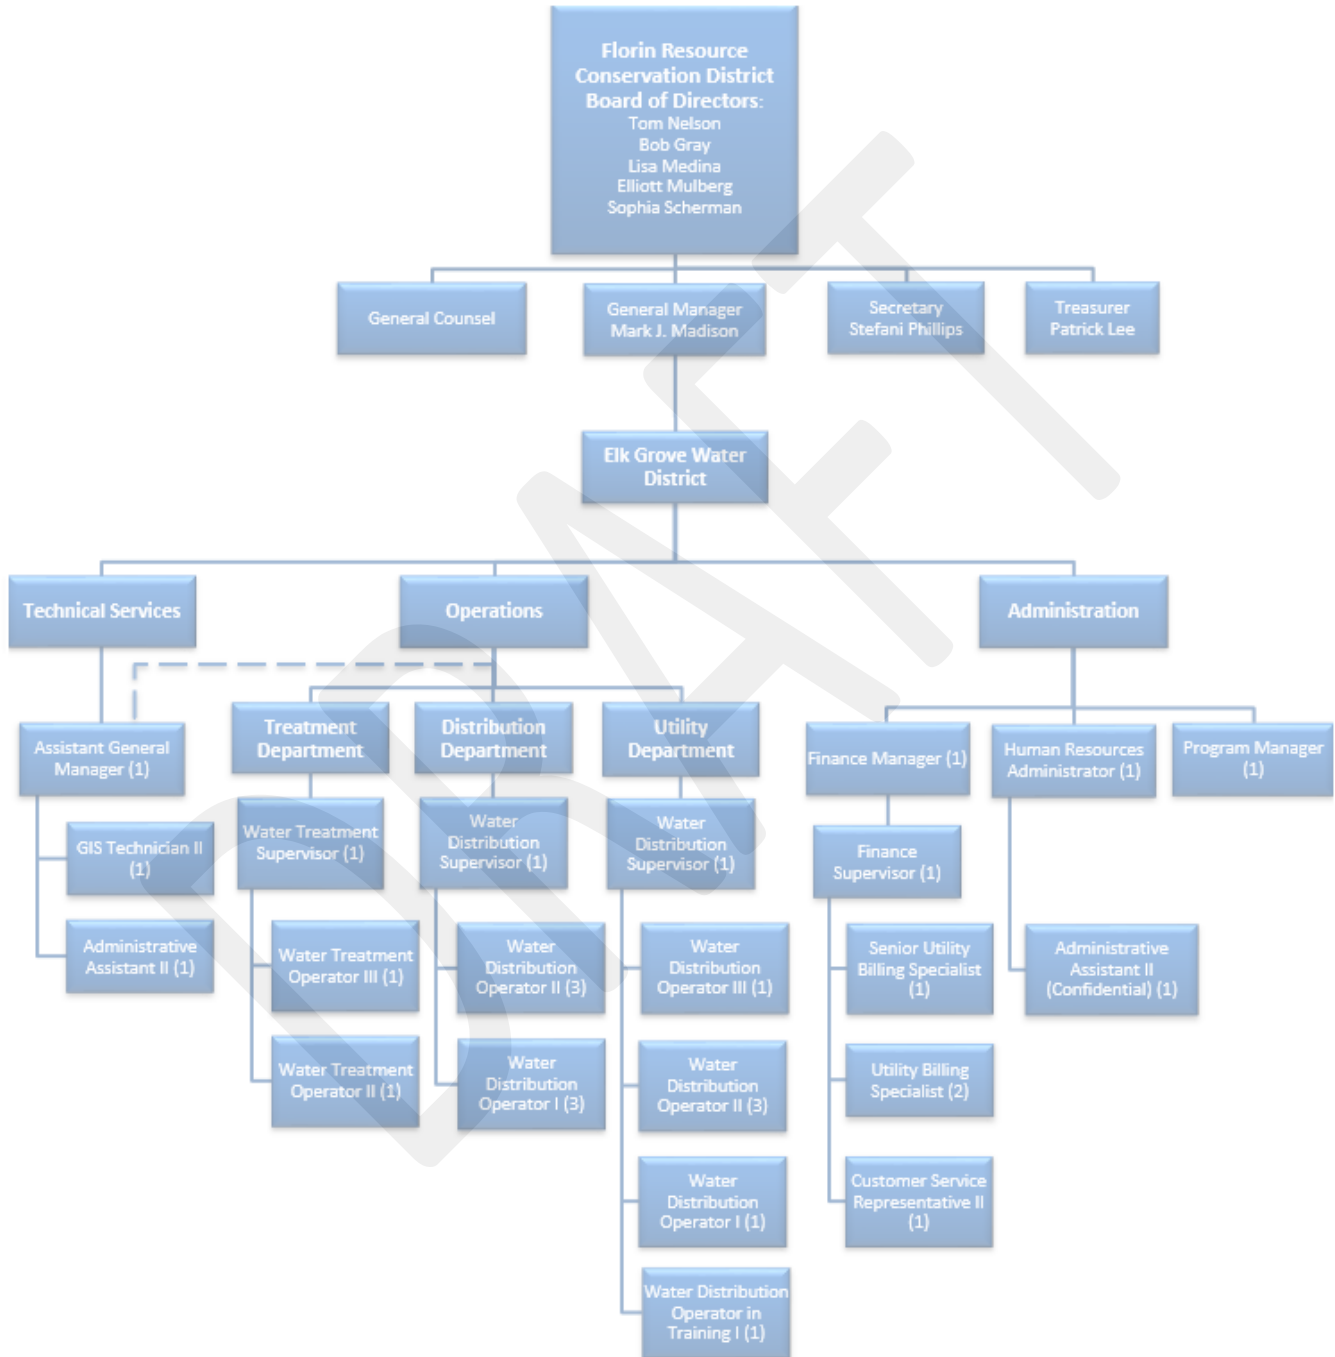 Florin Resource
Conservation District
Board of Directors:
Tom Nelson
Bob Gray
Lisa Medina
Elliott Mulberg
Sophia Scherman
General Counsel
General Manager
Mark J. Madison
Secretary
Stefani Phillips
Treasurer
Patrick Lee
Elk Grove Water
District
Technical Services
Operations
Administration
Assistant General
Manager (1)
GIS Technician II
(1)
Administrative
Assistant II (1)
Treatment
Department
Water Treatment
Supervisor (1)
Water Treatment
Operator III (1)
Water Treatment
Operator II (1)
Distribution
Department
Water
Distribution
Supervisor (1)
Water
Distribution
Operator II (3)
Water
Distribution
Operator I (3)
Utility
Department
Water
Distribution
Supervisor (1)
Water
Distribution
Operator III (1)
Water
Distribution
Operator II (3)
Water
Distribution
Operator I (1)
Water Distribution
Operator in
Training I (1)
Finance Manager (1)
Finance
Supervisor (1)
Senior Utility
Billing Specialist
(1)
Utility Billing
Specialist (2)
Customer Service
Representative II
(1)
Human Resources
Administrator (1)
Administrative
Assistant II
(Confidential) (1)
Program Manager
(1)
DRAFT